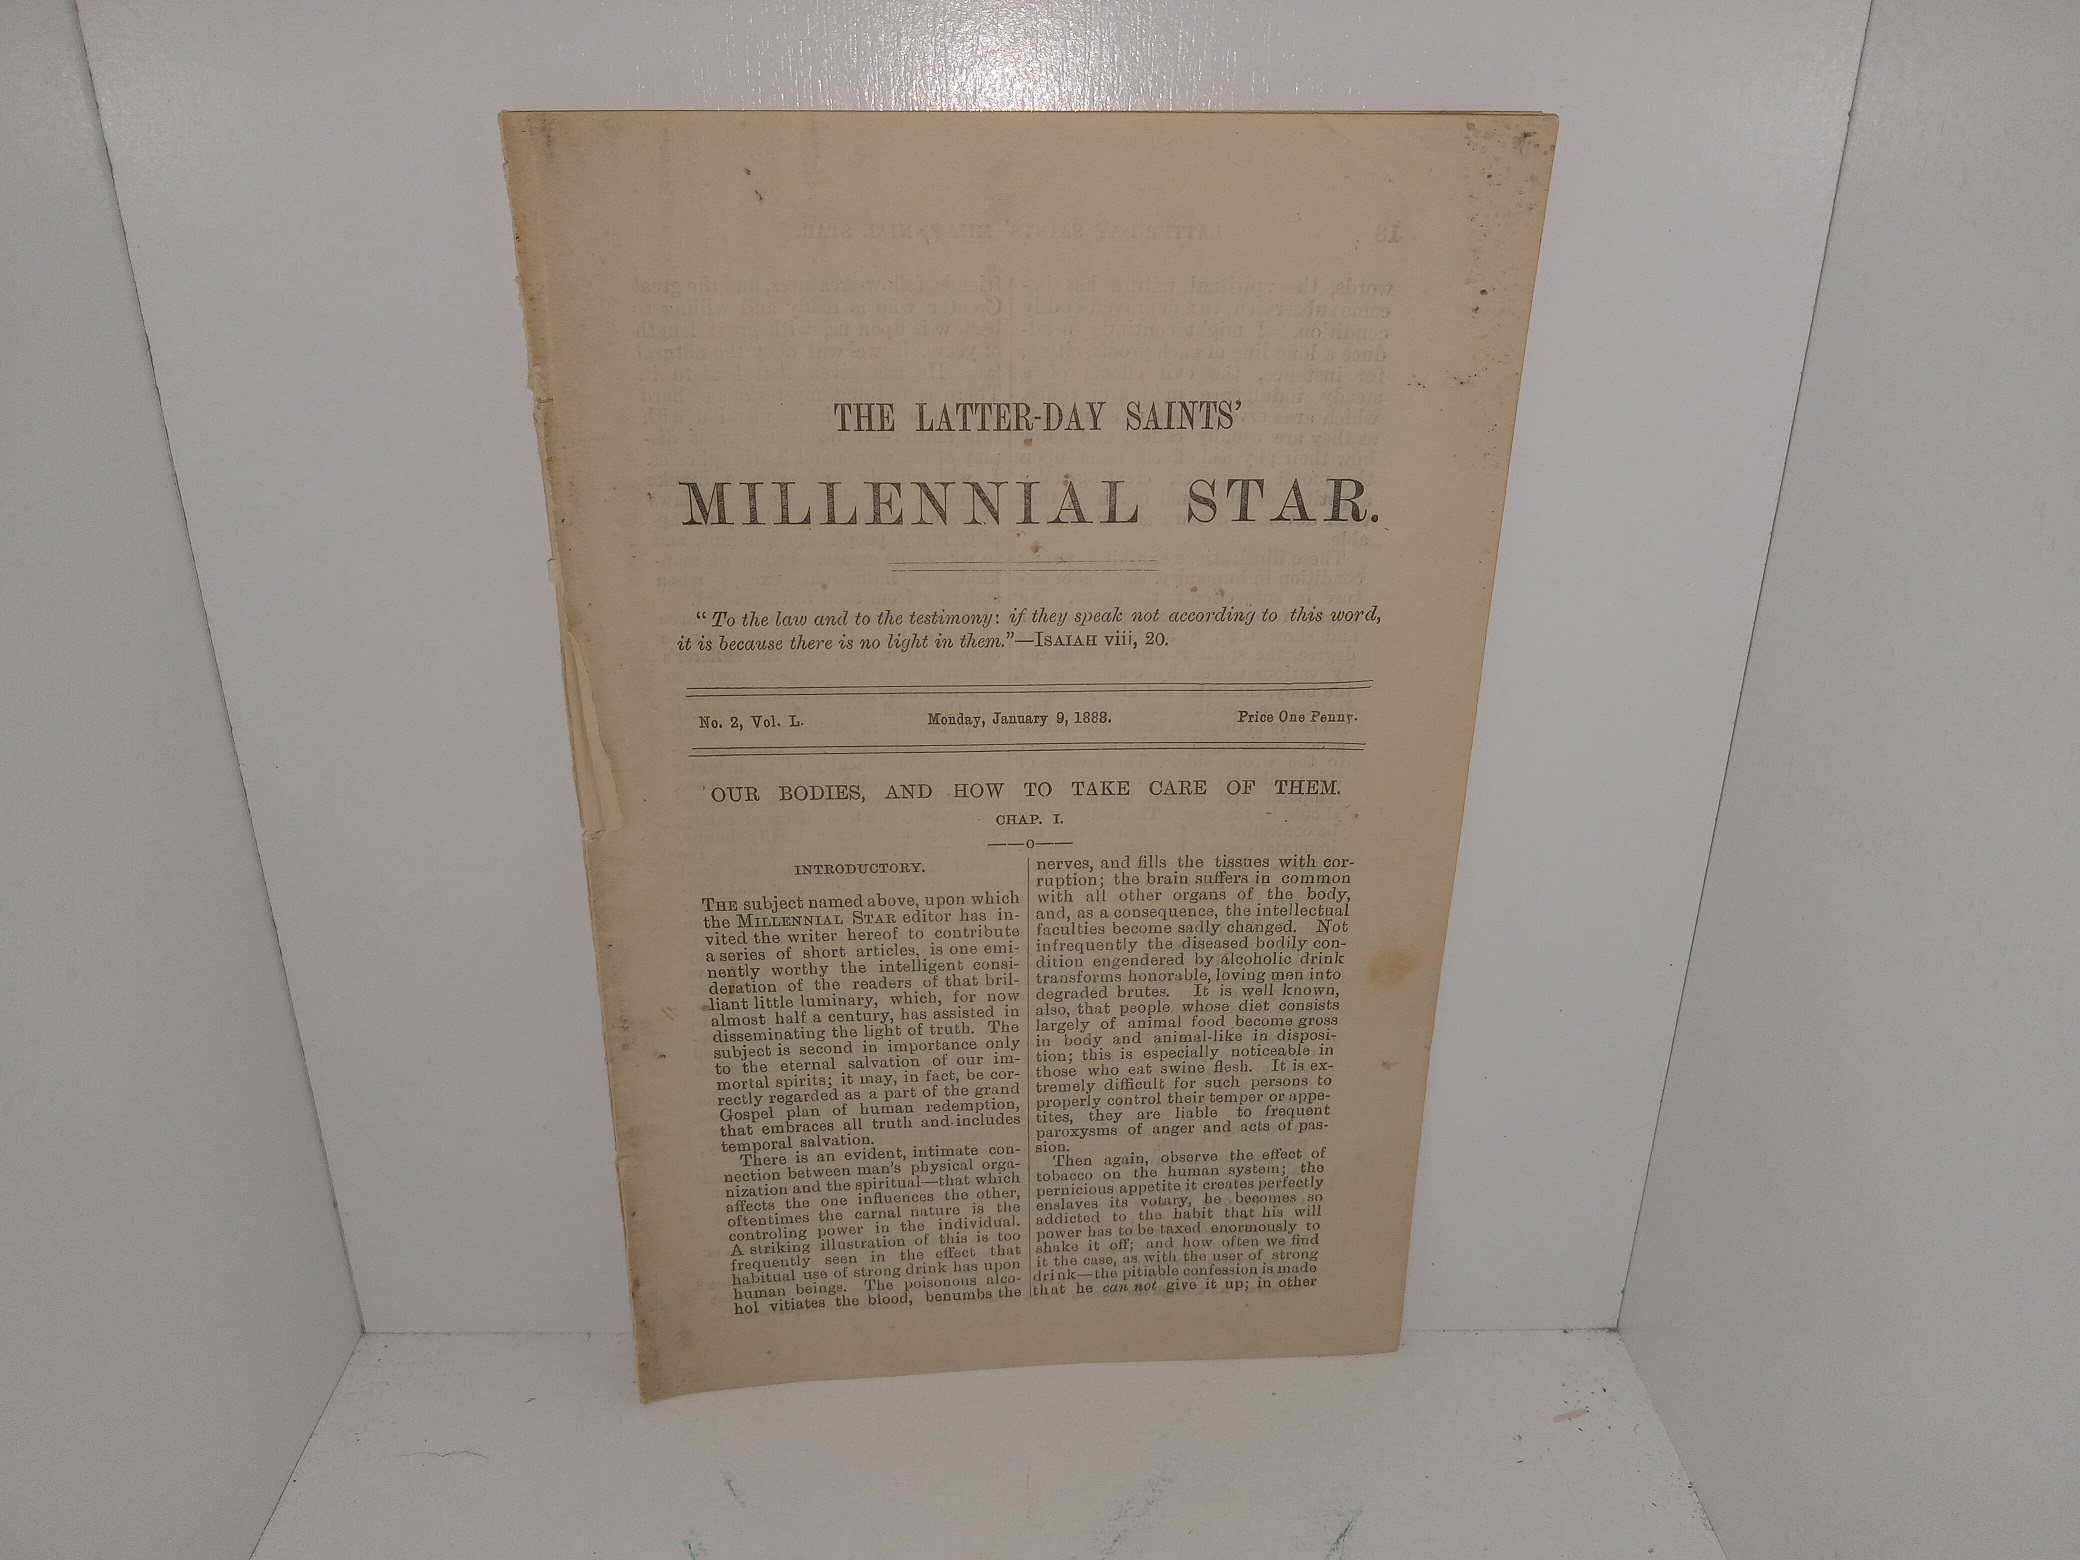 THE LATTER-DAY SAINTS'
MILLENNIAL STAR.
"To the law and to the testimony: if they speak not according to this word,
it is because there is no light in them."—ISAIAH viii, 20.
No. 2, Vol. L. Monday, January 9, 1888. Price One Penny.
OUR BODIES, AND HOW TO TAKE CARE OF THEM.
CHAP. I.
——o——
INTRODUCTORY.
THE subject named above, upon which
the MILLENNIAL STAR editor has in-
vited the writer hereof to contribute
a series of short articles, is one emi-
nently worthy the intelligent consi-
deration of the readers of that bril-
liant little luminary, which, for now
almost half a century, has assisted in
disseminating the light of truth. The
subject is second in importance only
to the eternal salvation of our im-
mortal spirits; it may, in fact, be cor-
rectly regarded as a part of the grand
Gospel plan of human redemption,
that embraces all truth and includes
temporal salvation.
There is an evident, intimate con-
nection between man's physical orga-
nization and the spiritual—that which
affects the one influences the other,
oftentimes the carnal nature is the
controling power in the individual.
A striking illustration of this is too
frequently seen in the effect that
habitual use of strong drink has upon
human beings. The poisonous alco-
hol vitiates the blood, benumbs the
nerves, and fills the tissues with cor-
ruption; the brain suffers in common
with all other organs of the body,
and, as a consequence, the intellectual
faculties become sadly changed. Not
infrequently the diseased bodily con-
dition engendered by alcoholic drink
transforms honorable, loving men into
degraded brutes. It is well known,
also, that people whose diet consists
largely of animal food become gross
in body and animal-like in disposi-
tion; this is especially noticeable in
those who eat swine flesh. It is ex-
tremely difficult for such persons to
properly control their temper or appe-
tites, they are liable to frequent
paroxysms of anger and acts of pas-
sion.
Then again, observe the effect of
tobacco on the human system; the
pernicious appetite it creates perfectly
enslaves its votary, he becomes so
addicted to the habit that his will
power has to be taxed enormously to
shake it off; and how often we find
it the case, as with the user of strong
drink—the pitiable confession is made
that he can not give it up; in other